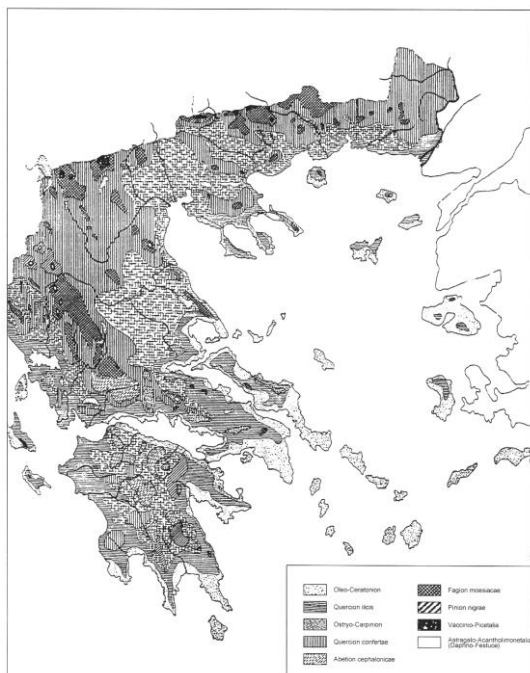 Oleo-Ceratonion
Quercion ilicis
Ostryo-Carpinion
Quercion confertae
Abietion cephalonicae
Fagion moesiacae
Pinion nigrae
Vaccinio-Picetalia
Astragalo-Acantholimonetalia
(Daphno-Festuce)